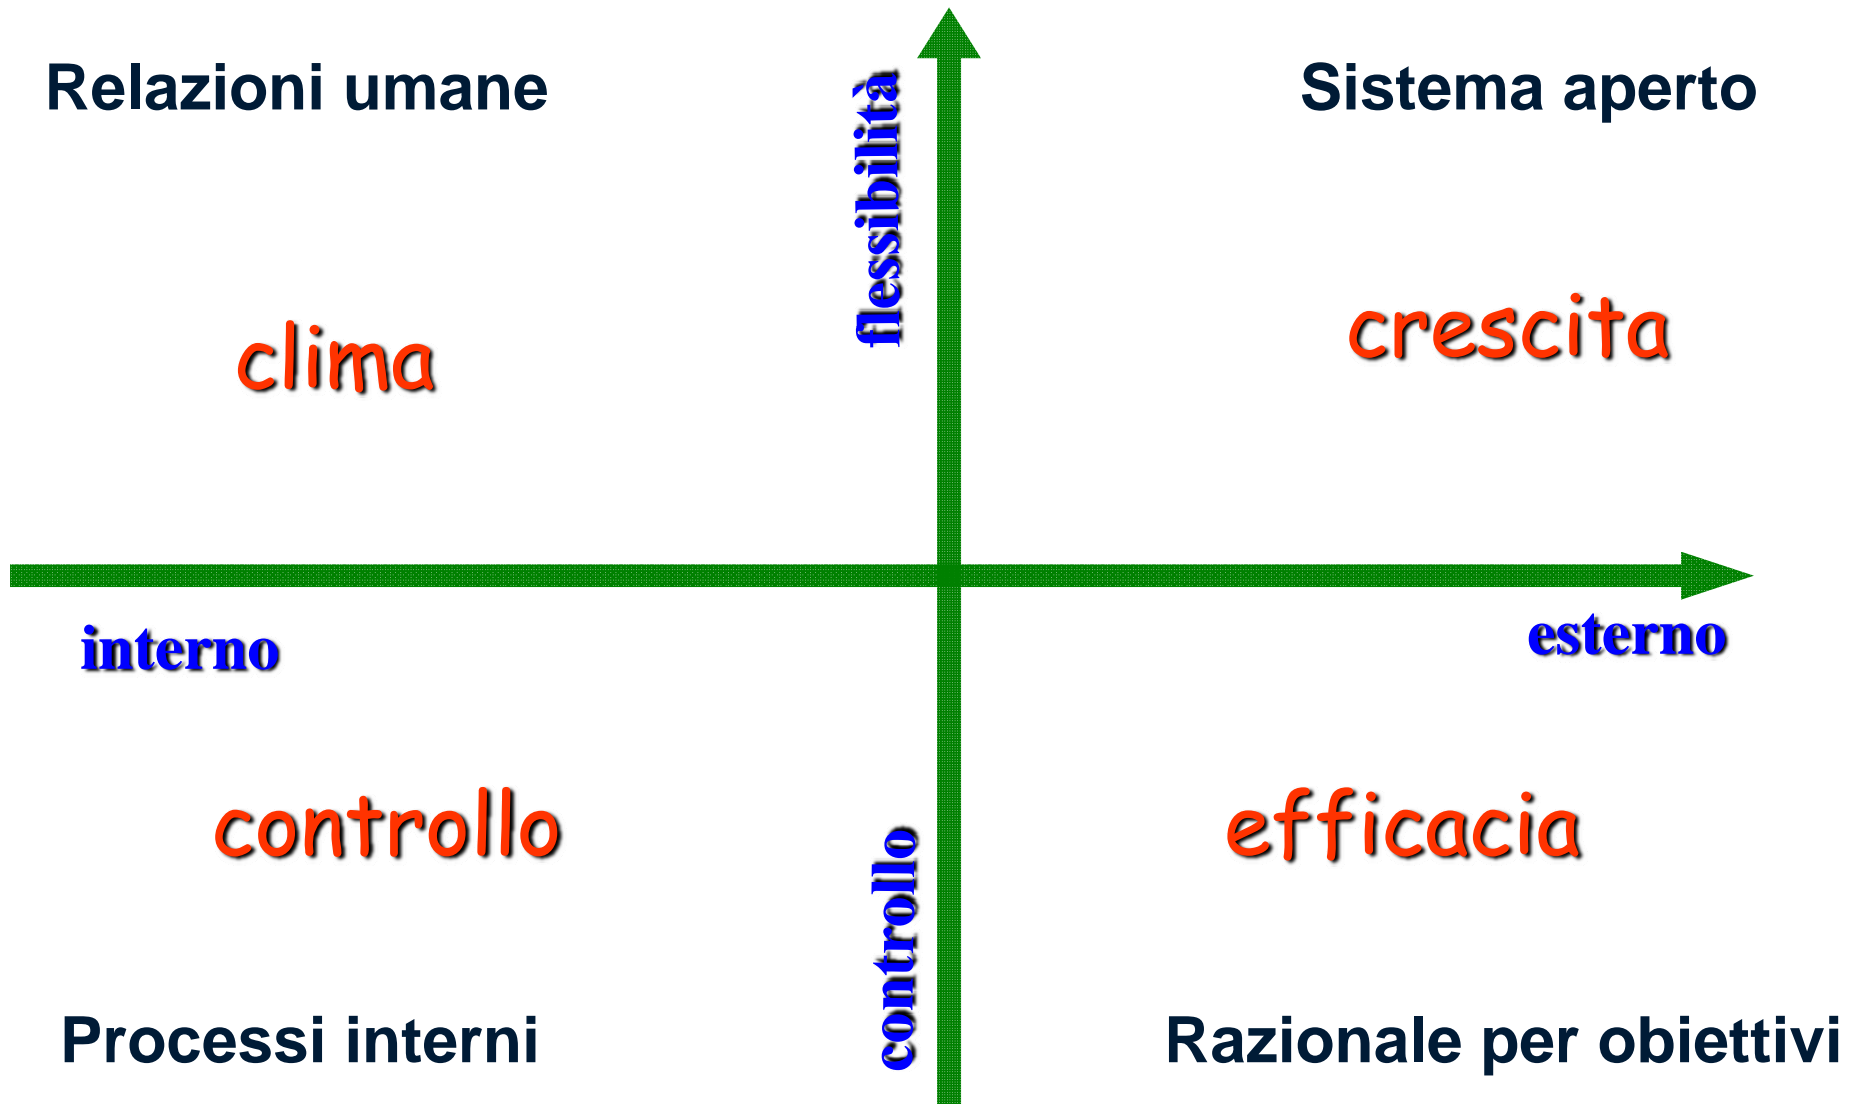 Relazioni umane
Sistema aperto
flessibilità
clima
crescita
interno
esterno
controllo
efficacia
controllo
Processi interni
Razionale per obiettivi